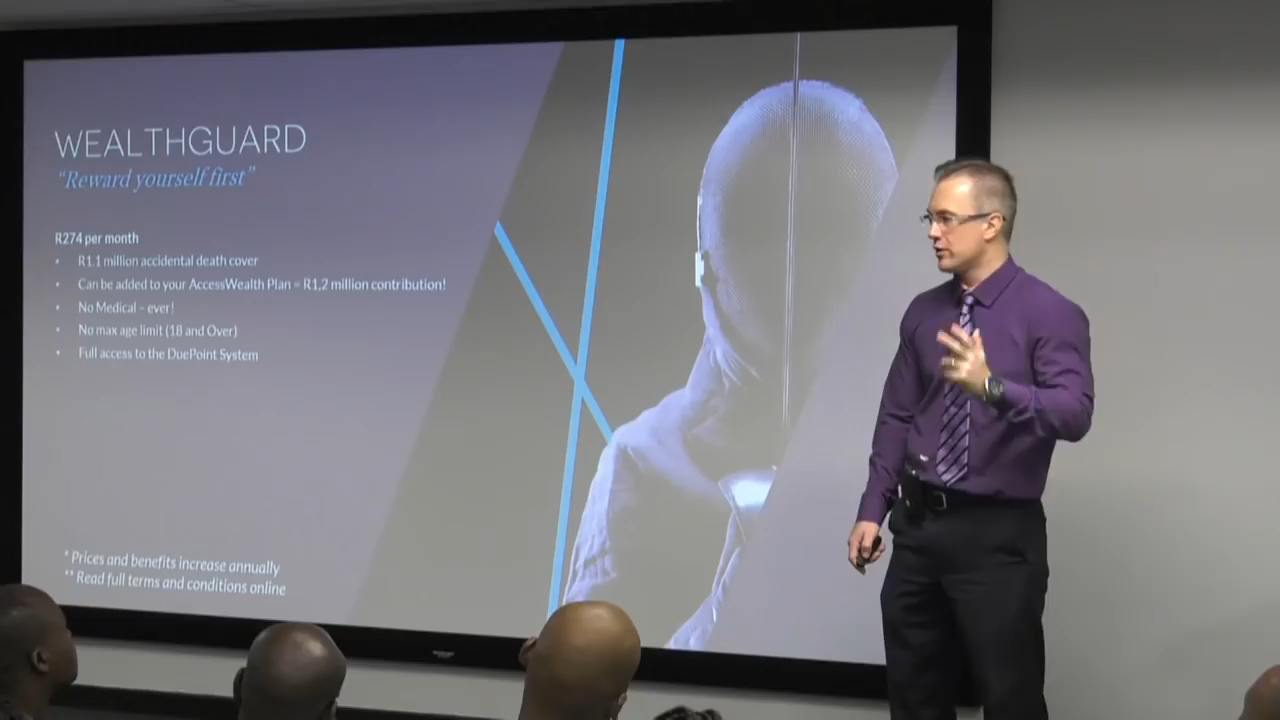 WEALTHGUARD
“Reward yourself first”
R274 per month
• R1.1 million accidental death cover
• Can be added to your AccessWealth Plan = R1,2 million contribution!
• No Medical – ever!
• No max age limit (18 and Over)
• Full access to the DuePoint System
* Prices and benefits increase annually
** Read full terms and conditions online